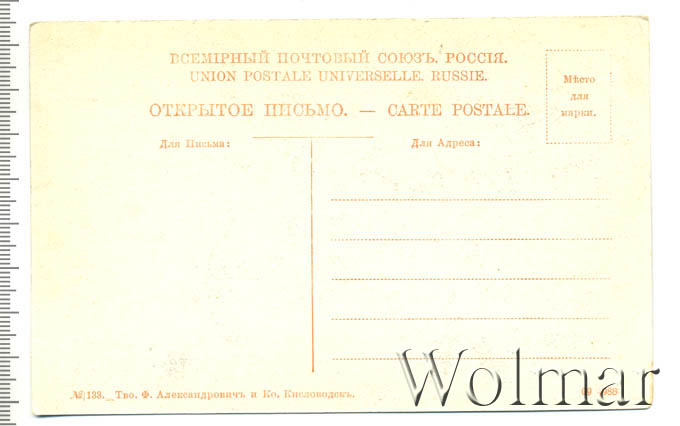 ВСЕМІРНЫЙ ПОЧТОВЫЙ СОЮЗЪ. РОССІЯ.
UNION POSTALE UNIVERSELLE. RUSSIE.
ОТКРЫТОЕ ПИСЬМО. — CARTE POSTALE.
Мѣсто
для
марки.
Для Письма:
Для Адреса:
№ 133. Тво. Ф. Александровичъ и Ко. Кисловодскъ.
Wolmar